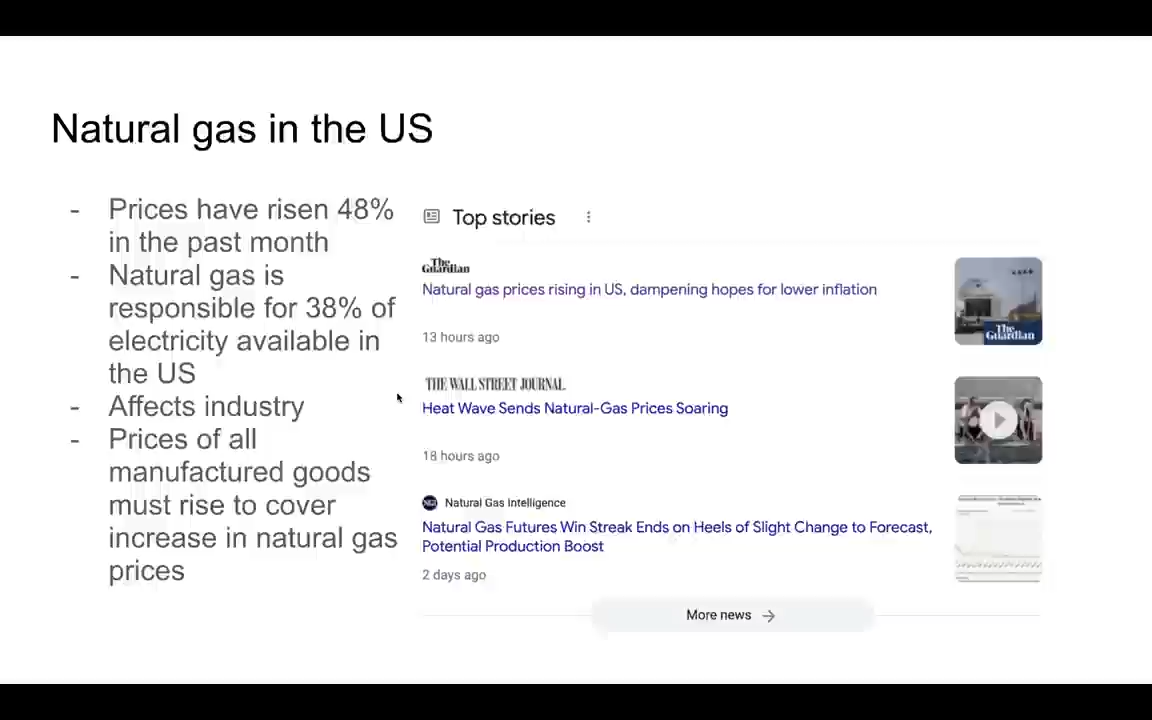 Natural gas in the US
- Prices have risen 48%
in the past month
- Natural gas is
responsible for 38% of
electricity available in
the US
- Affects industry
- Prices of all
manufactured goods
must rise to cover
increase in natural gas
prices
Top stories
The Guardian
Natural gas prices rising in US, dampening hopes for lower inflation
13 hours ago
The Guardian
THE WALL STREET JOURNAL.
Heat Wave Sends Natural-Gas Prices Soaring
18 hours ago
NGI Natural Gas Intelligence
Natural Gas Futures Win Streak Ends on Heels of Slight Change to Forecast,
Potential Production Boost
2 days ago
More news